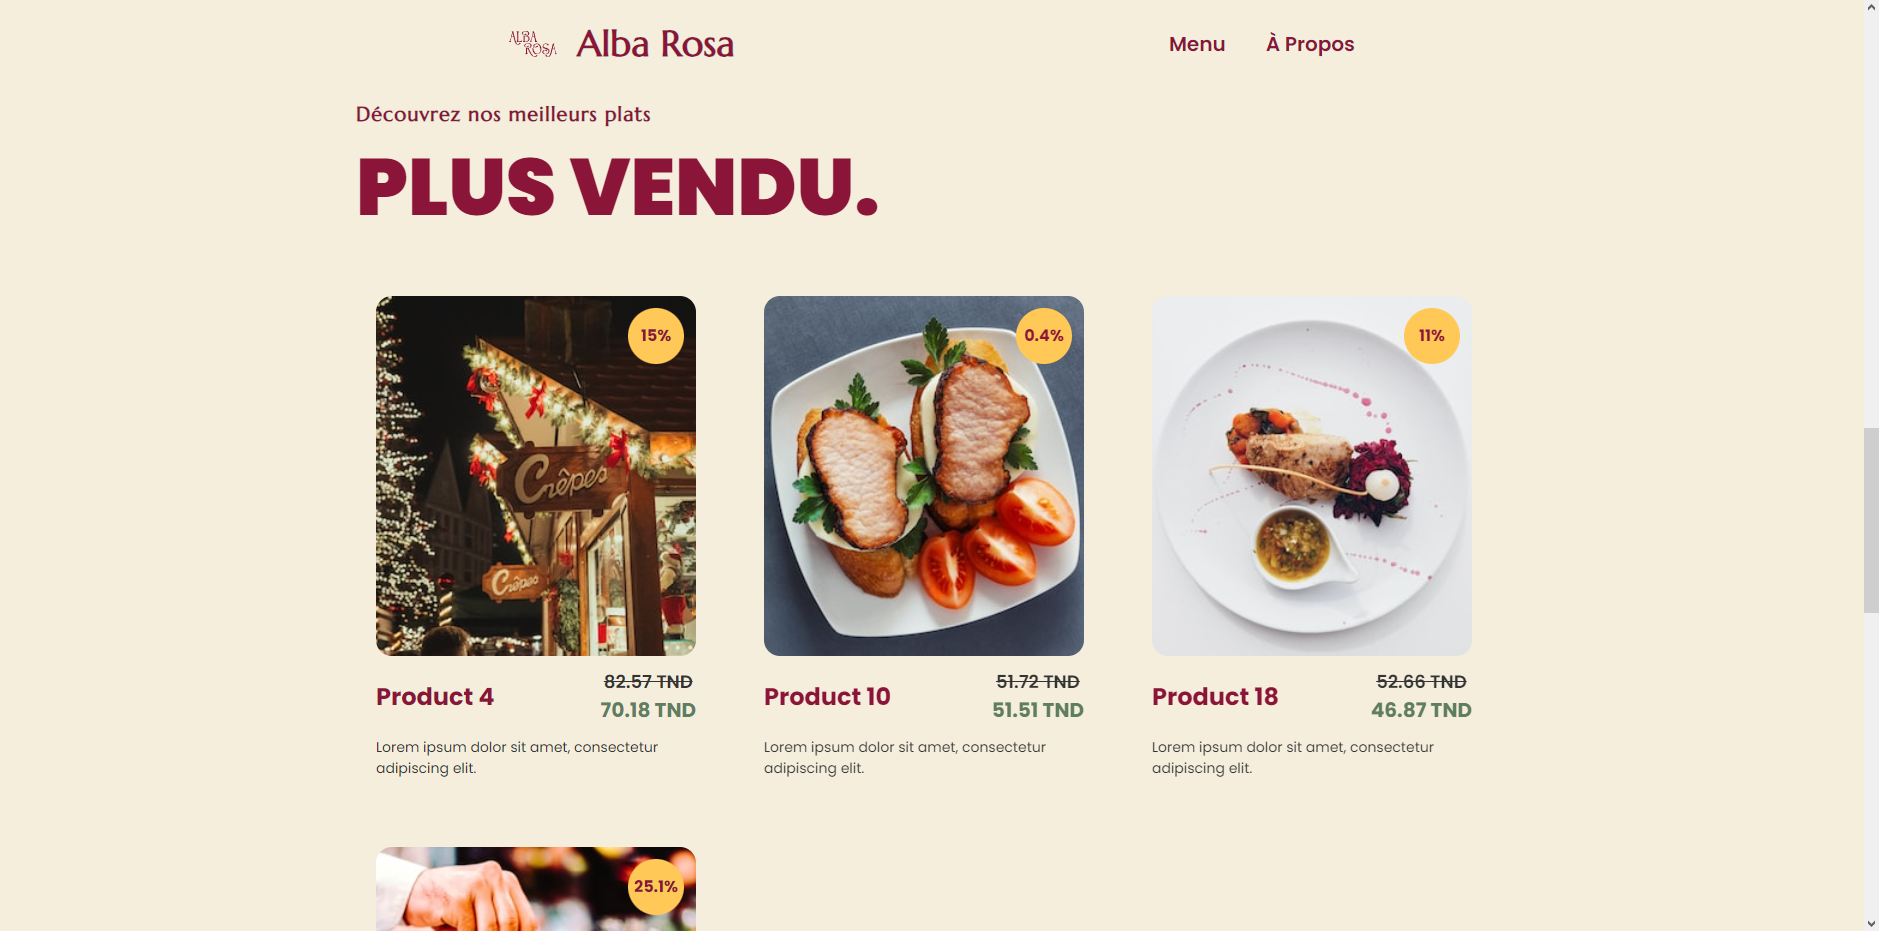 ALBA
ROSA
Alba Rosa
Menu
À Propos
Découvrez nos meilleurs plats
PLUS VENDU.
15%
0.4%
11%
Crêpes
Crêpes
82.57 TND
51.72 TND
52.66 TND
Product 4
Product 10
Product 18
70.18 TND
51.51 TND
46.87 TND
Lorem ipsum dolor sit amet, consectetur
adipiscing elit.
Lorem ipsum dolor sit amet, consectetur
adipiscing elit.
Lorem ipsum dolor sit amet, consectetur
adipiscing elit.
25.1%